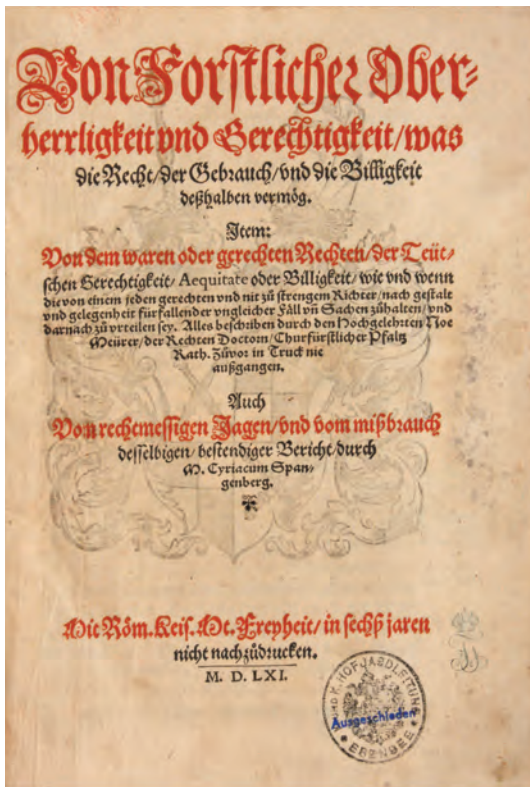 Von Forstlicher Ober-
herrligkeit vnd Gerechtigkeit/was
die Recht/der Gebrauch/vnd die Billigkeit
deßhalben vermög.
Item:
Von dem waren oder gerechten Rechten/der Teüt-
schen Gerechtigkeit/Aequitate oder Billigkeit/wie vnd wenn
die von einem jeden gerechten vnd nit zů strengem Richter/nach gestalt
vnd gelegenheit fürfallender vngleicher Fäll vn̄ Sachen zůhalten/vnd
darnach zů vrteilen sey. Alles beschriben durch den Hochgelehrten Noe
Meürer/der Rechten Doctorn/Churfürstlicher Pfaltz
Rath. Zůvor in Truck nie
außgangen.
Auch
Von rechtmessigen Jagen/vnd vom mißbrauch
desselbigen/bestendiger Bericht/durch
M. Cyriacum Span-
genberg.
Mit Röm. Keis. Mt. Freyheit/in sechß jaren
nicht nachzůdrucken.
M. D. LXI.
UND K. HOFJAGDLEITUNG
Ausgeschieden
EBENSEE